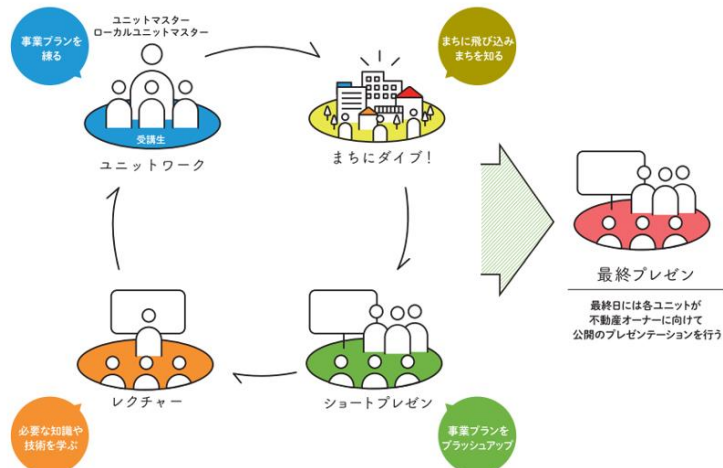 事業プランを
練る
ユニットマスター
ローカルユニットマスター
受講生
ユニットワーク
まちに飛び込み
まちを知る
まちにダイブ！
レクチャー
必要な知識や
技術を学ぶ
ショートプレゼン
事業プランを
ブラッシュアップ
最終プレゼン
最終日には各ユニットが
不動産オーナーに向けて
公開のプレゼンテーションを行う